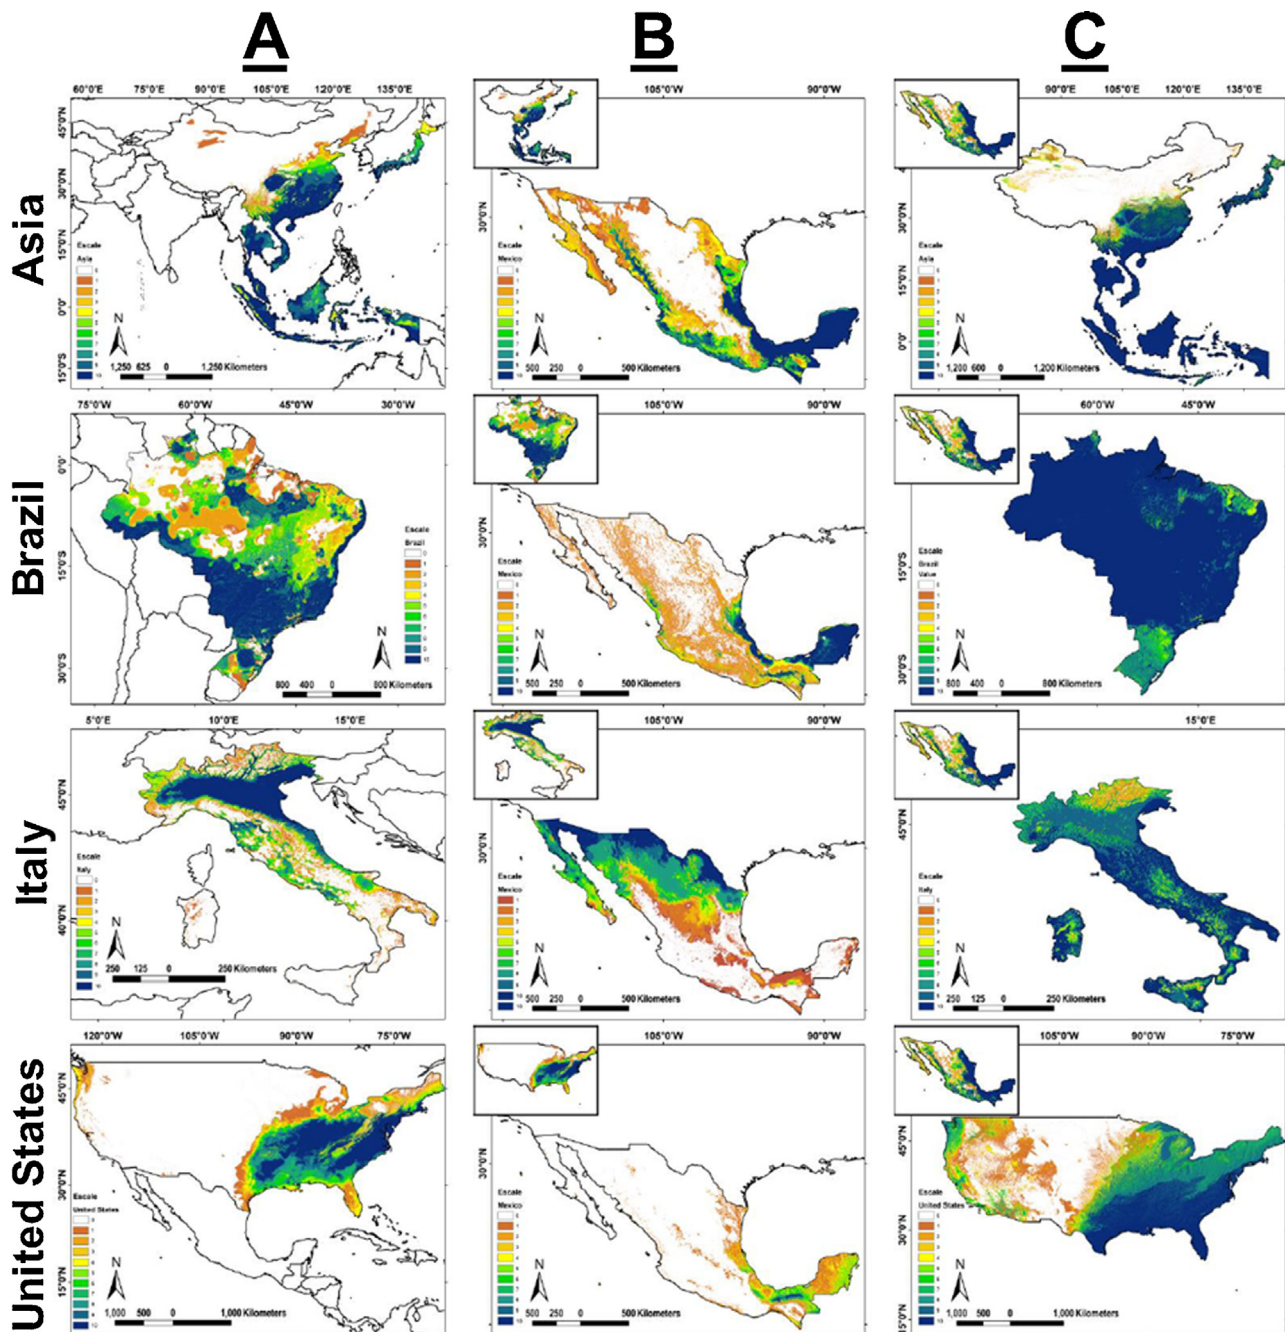 A B C
Asia
60°0'E 75°0'E 90°0'E 105°0'E 120°0'E 135°0'E
45°0'N
30°0'N
15°0'N
0°0'
15°0'S
Escale
Asia
N
1,250 625 0 1,250 Kilometers
105°0'W 90°0'W
30°0'N
Escale
Mexico
N
500 250 0 500 Kilometers
90°0'E 105°0'E 120°0'E 135°0'E
30°0'N
15°0'N
0°0'
Escale
Asia
N
1,200 600 0 1,200 Kilometers
Brazil
75°0'W 60°0'W 45°0'W 30°0'W
0°0'
15°0'S
30°0'S
Escale
Brazil
N
800 400 0 800 Kilometers
105°0'W 90°0'W
30°0'N
Escale
Mexico
N
500 250 0 500 Kilometers
60°0'W 45°0'W
15°0'S
30°0'S
Escale
Brazil
Value
N
800 400 0 800 Kilometers
Italy
5°0'E 10°0'E 15°0'E
45°0'N
40°0'N
Escale
Italy
N
250 125 0 250 Kilometers
105°0'W 90°0'W
30°0'N
Escale
Mexico
N
500 250 0 500 Kilometers
15°0'E
45°0'N
Escale
Italy
N
250 125 0 250 Kilometers
United States
120°0'W 105°0'W 90°0'W 75°0'W
45°0'N
30°0'N
15°0'N
Escale
United States
N
1,000 500 0 1,000 Kilometers
105°0'W 90°0'W
30°0'N
Escale
Mexico
N
500 250 0 500 Kilometers
105°0'W 90°0'W 75°0'W
45°0'N
30°0'N
15°0'N
Escale
United States
N
1,000 500 0 1,000 Kilometers